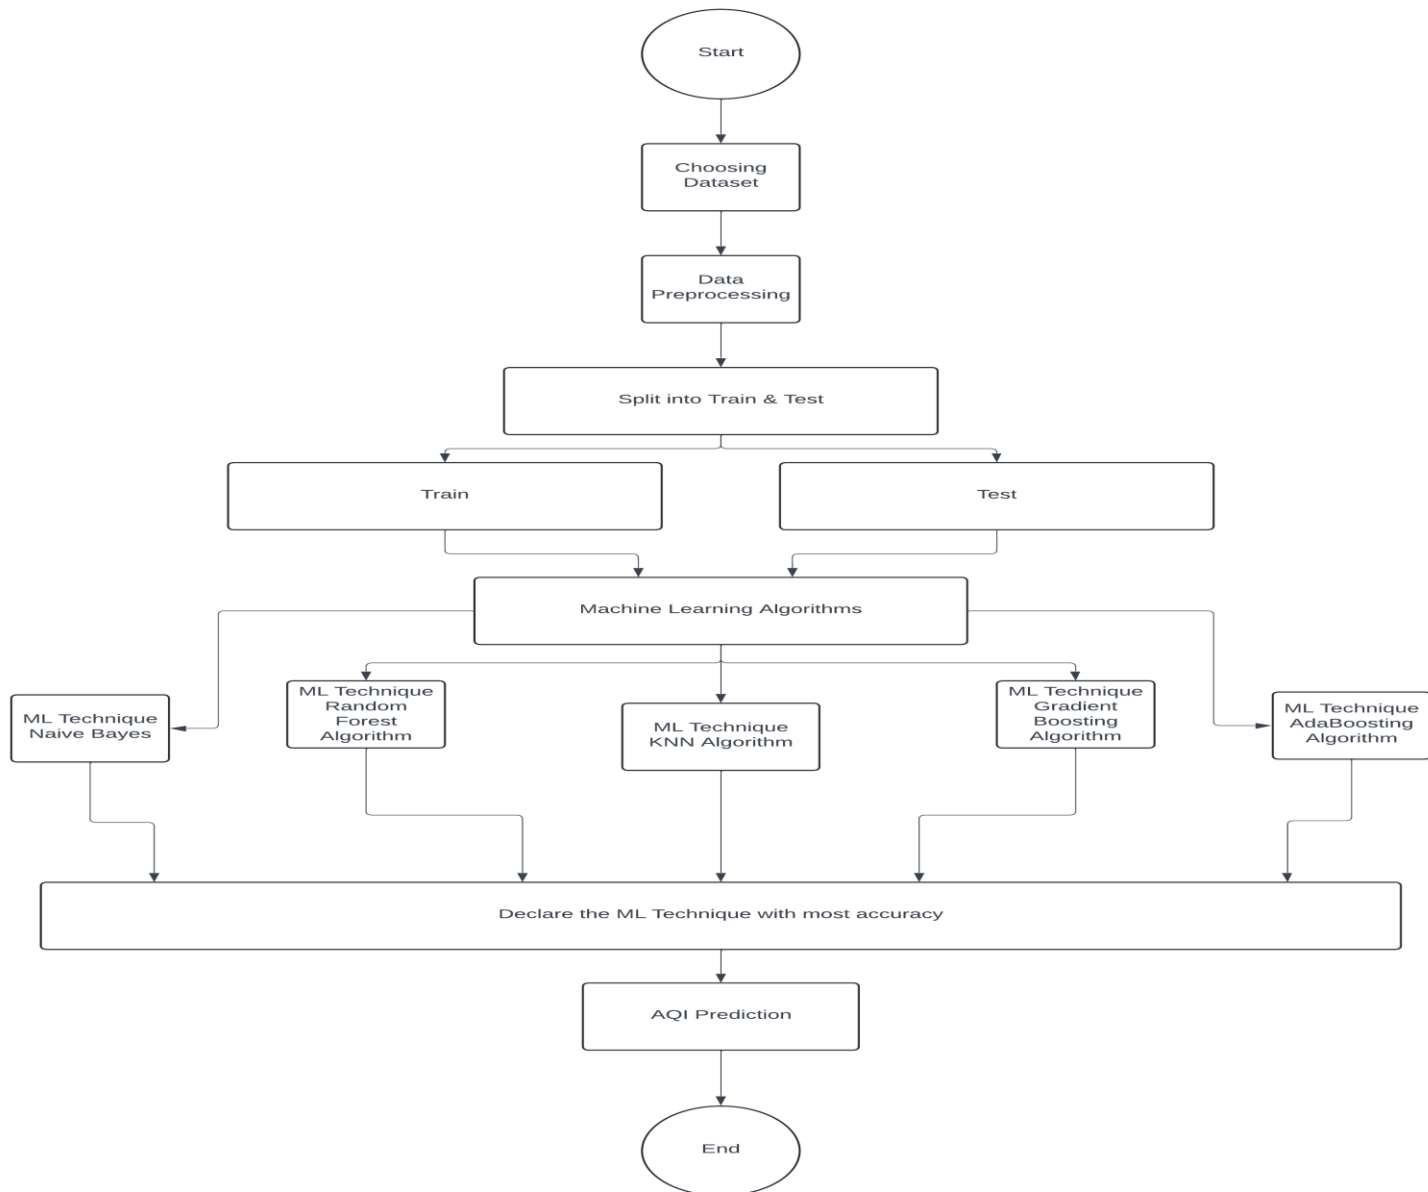 Start
Choosing
Dataset
Data
Preprocessing
Split into Train & Test
Train
Test
Machine Learning Algorithms
ML Technique
Naive Bayes
ML Technique
Random
Forest
Algorithm
ML Technique
KNN Algorithm
ML Technique
Gradient
Boosting
Algorithm
ML Technique
AdaBoosting
Algorithm
Declare the ML Technique with most accuracy
AQI Prediction
End